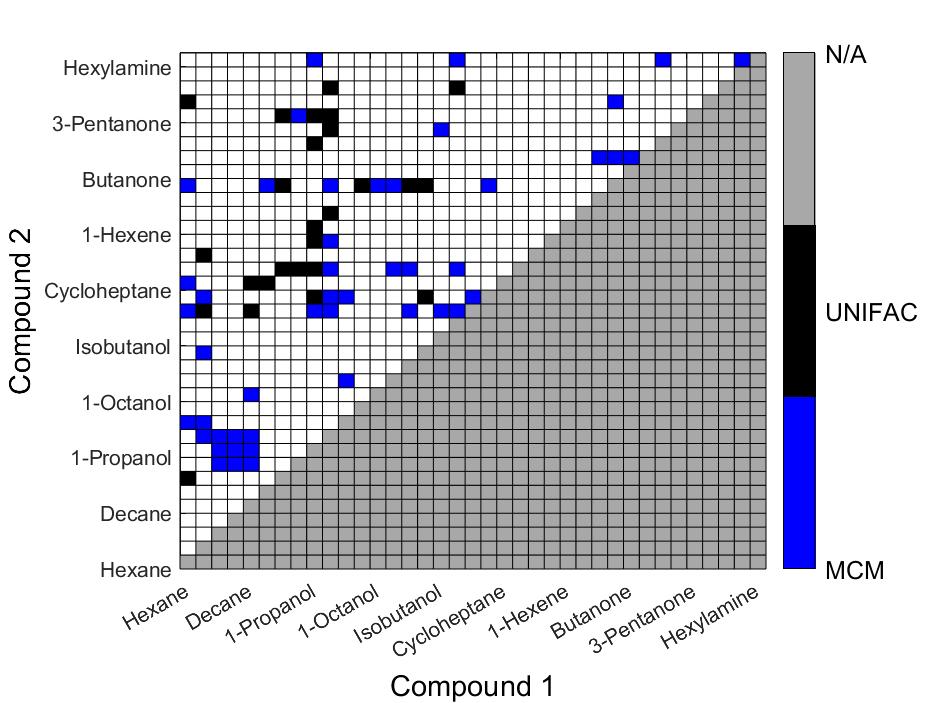 Compound 2
Hexylamine
3-Pentanone
Butanone
1-Hexene
Cycloheptane
Isobutanol
1-Octanol
1-Propanol
Decane
Hexane
Hexane
Decane
1-Propanol
1-Octanol
Isobutanol
Cycloheptane
1-Hexene
Butanone
3-Pentanone
Hexylamine
Compound 1
N/A
UNIFAC
MCM